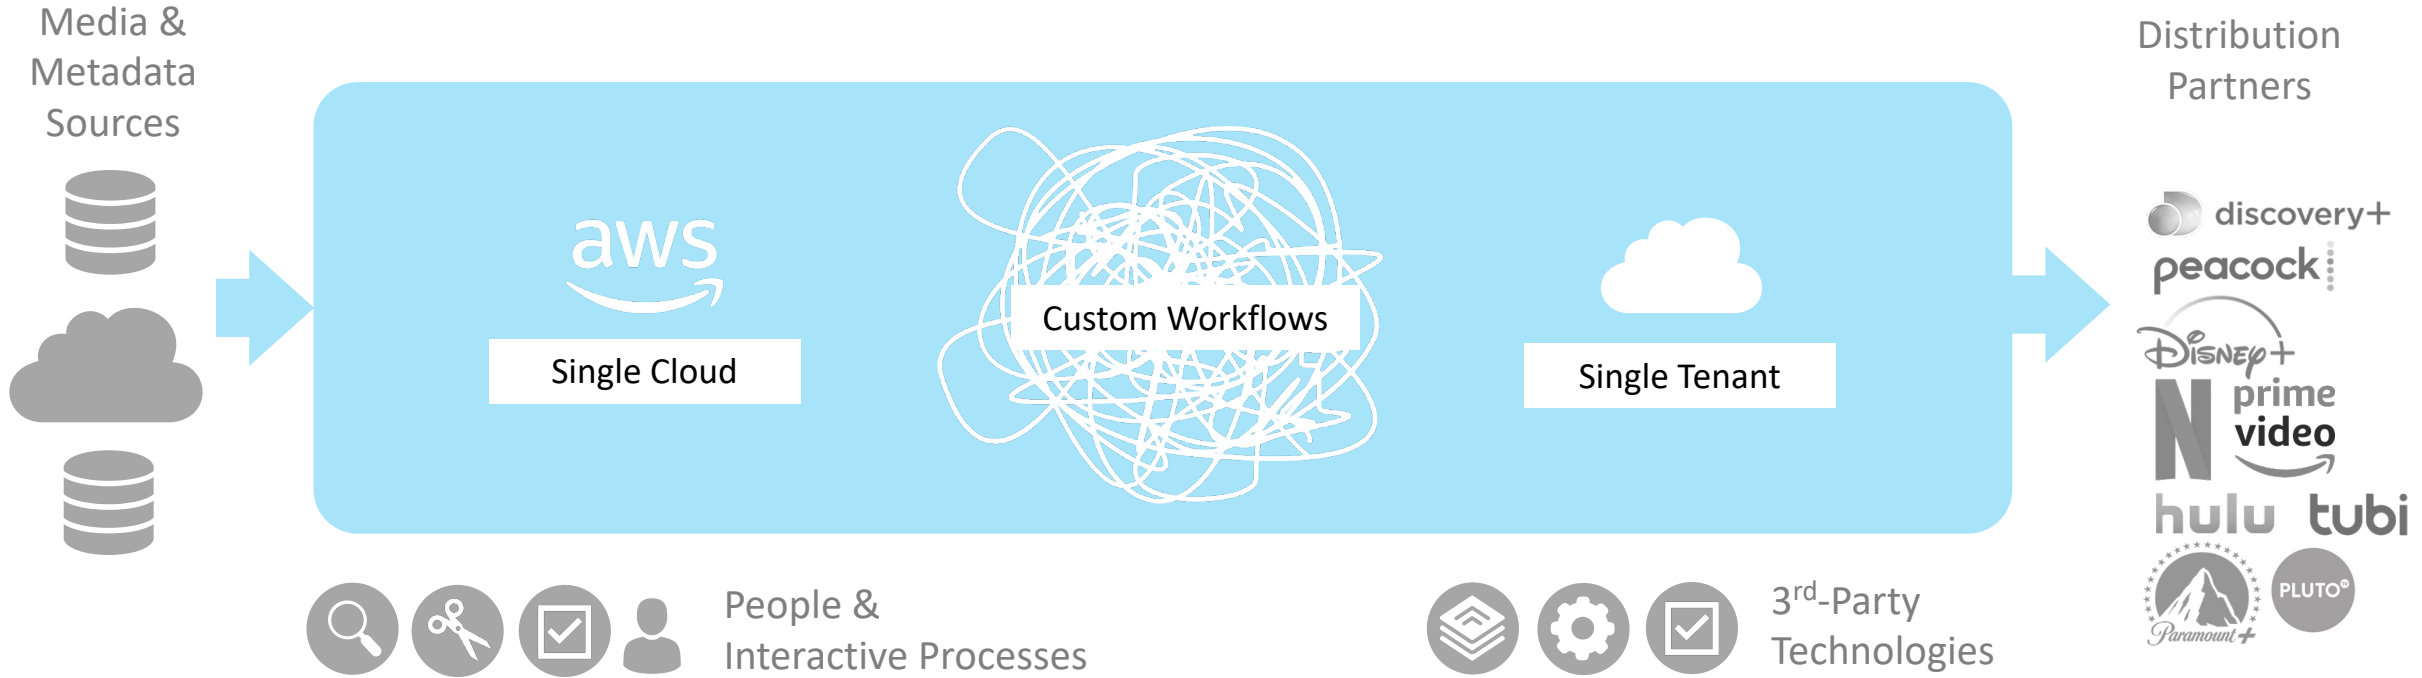 Media &
Metadata
Sources
aws
Single Cloud
Custom Workflows
Single Tenant
People &
Interactive Processes
3rd-Party
Technologies
Distribution
Partners
discovery+
peacock
Disney+
N
prime
video
hulu
tubi
Paramount+
PLUTO TV